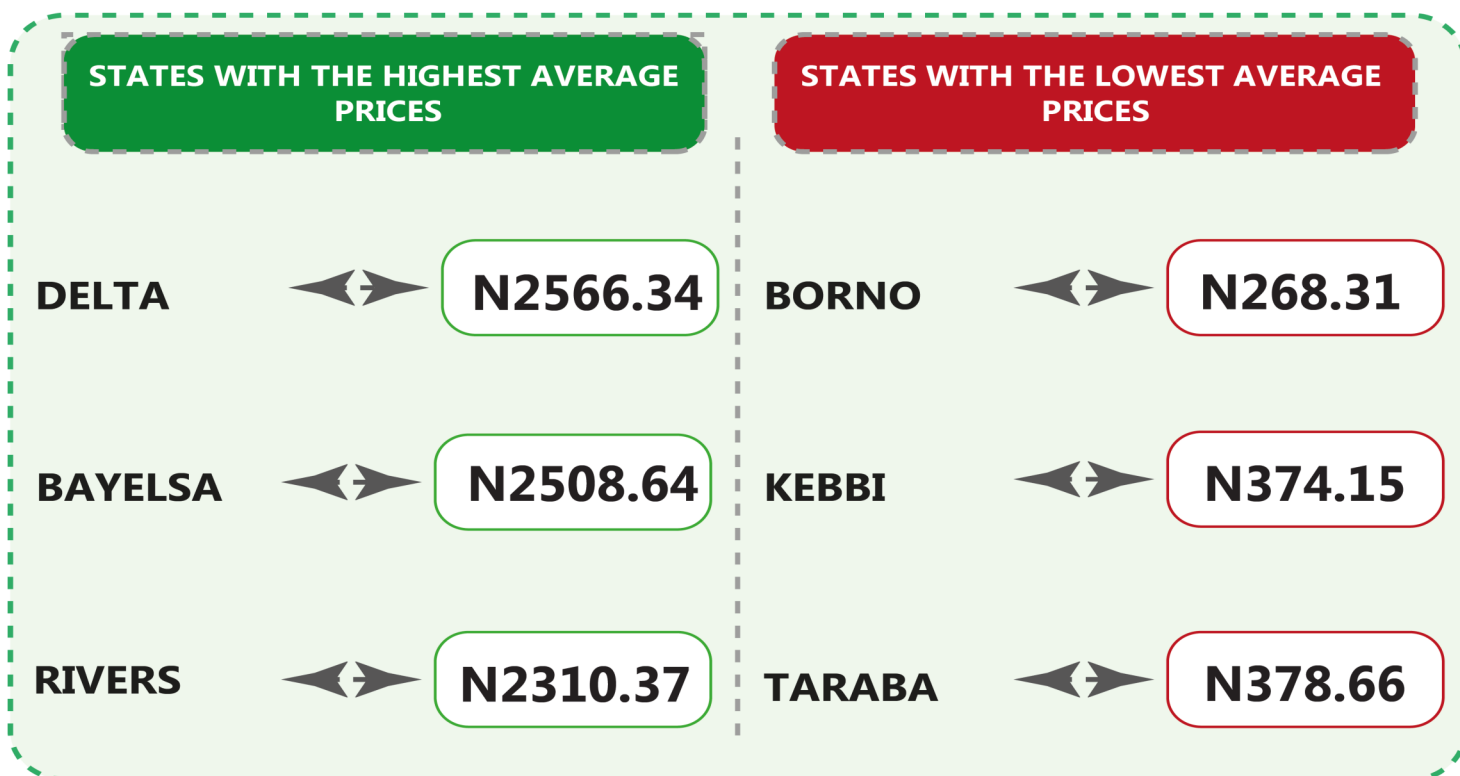 STATES WITH THE HIGHEST AVERAGE
PRICES
DELTA N2566.34
BAYELSA N2508.64
RIVERS N2310.37
STATES WITH THE LOWEST AVERAGE
PRICES
BORNO N268.31
KEBBI N374.15
TARABA N378.66